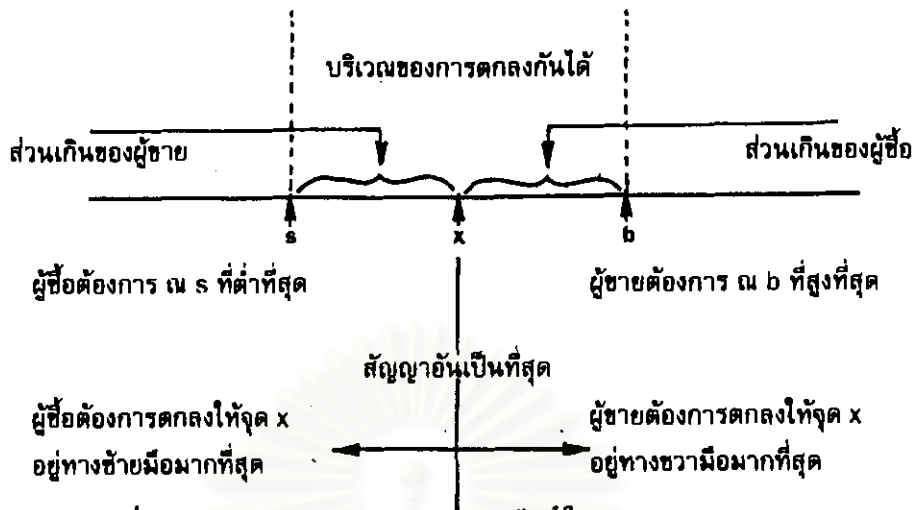 บริเวณของการตกลงกันได้
ส่วนเกินของผู้ขาย
ส่วนเกินของผู้ซื้อ
s
x
b
ผู้ซื้อต้องการ ณ s ที่ต่ำที่สุด
ผู้ขายต้องการ ณ b ที่สูงที่สุด
สัญญาอันเป็นที่สุด
ผู้ซื้อต้องการตกลงให้จุด x
อยู่ทางซ้ายมือมากที่สุด
ผู้ขายต้องการตกลงให้จุด x
อยู่ทางขวามือมากที่สุด